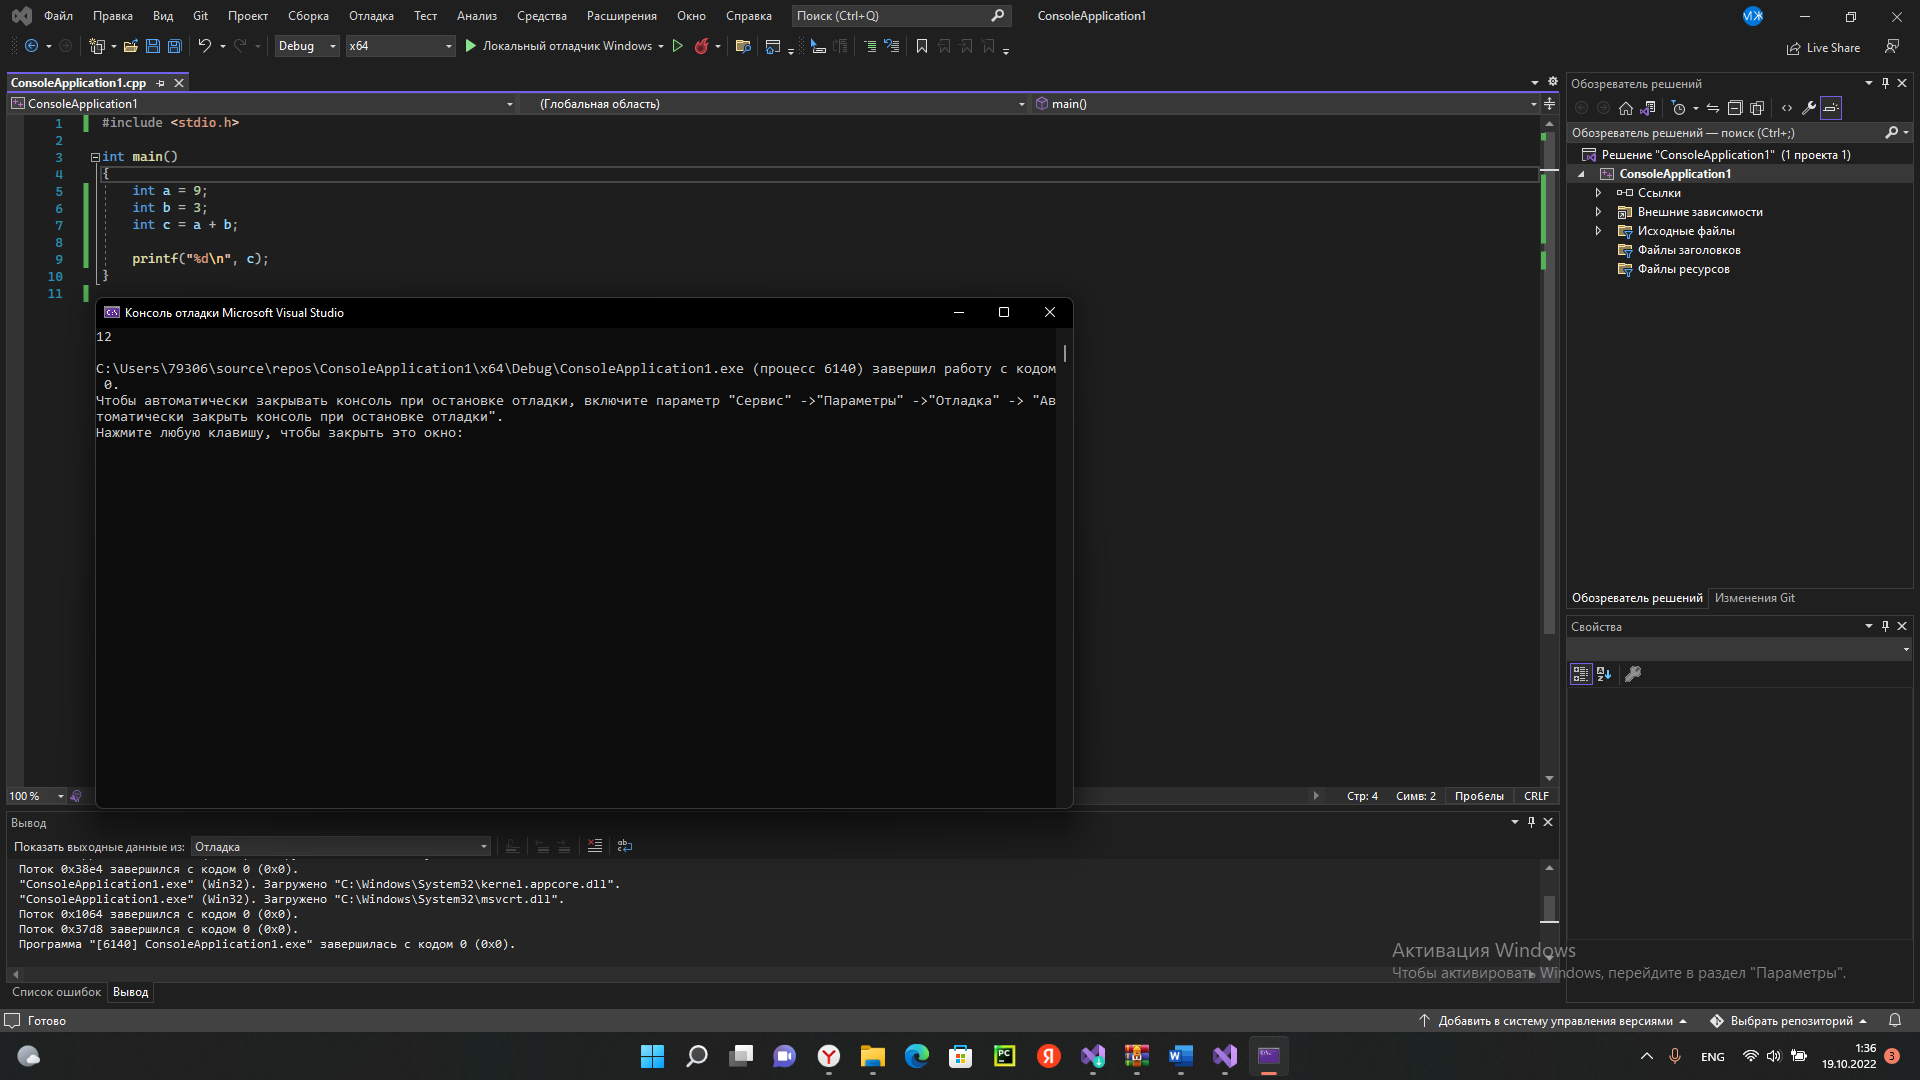 Файл Правка Вид Git Проект Сборка Отладка Тест Анализ Средства Расширения Окно Справка Поиск (Ctrl+Q) ConsoleApplication1 МЖ
Debug x64 Локальный отладчик Windows Live Share
ConsoleApplication1.cpp
ConsoleApplication1 (Глобальная область) main()
1 #include <stdio.h>
2
3 int main()
4 {
5 int a = 9;
6 int b = 3;
7 int c = a + b;
8
9 printf("%d\n", c);
10 }
11
Консоль отладки Microsoft Visual Studio
12
C:\Users\79306\source\repos\ConsoleApplication1\x64\Debug\ConsoleApplication1.exe (процесс 6140) завершил работу с кодом
0.
Чтобы автоматически закрывать консоль при остановке отладки, включите параметр "Сервис" ->"Параметры" ->"Отладка" -> "Ав
томатически закрыть консоль при остановке отладки".
Нажмите любую клавишу, чтобы закрыть это окно:
100 % Стр: 4 Симв: 2 Пробелы CRLF
Вывод
Показать выходные данные из: Отладка
Поток 0x38e4 завершился с кодом 0 (0x0).
"ConsoleApplication1.exe" (Win32). Загружено "C:\Windows\System32\kernel.appcore.dll".
"ConsoleApplication1.exe" (Win32). Загружено "C:\Windows\System32\msvcrt.dll".
Поток 0x1064 завершился с кодом 0 (0x0).
Поток 0x37d8 завершился с кодом 0 (0x0).
Программа "[6140] ConsoleApplication1.exe" завершилась с кодом 0 (0x0).
Список ошибок Вывод
Обозреватель решений
Обозреватель решений — поиск (Ctrl+;)
Решение "ConsoleApplication1" (1 проекта 1)
ConsoleApplication1
Ссылки
Внешние зависимости
Исходные файлы
Файлы заголовков
Файлы ресурсов
Обозреватель решений Изменения Git
Свойства
Активация Windows
Чтобы активировать Windows, перейдите в раздел "Параметры".
Готово Добавить в систему управления версиями Выбрать репозиторий
ENG 1:36
19.10.2022 3